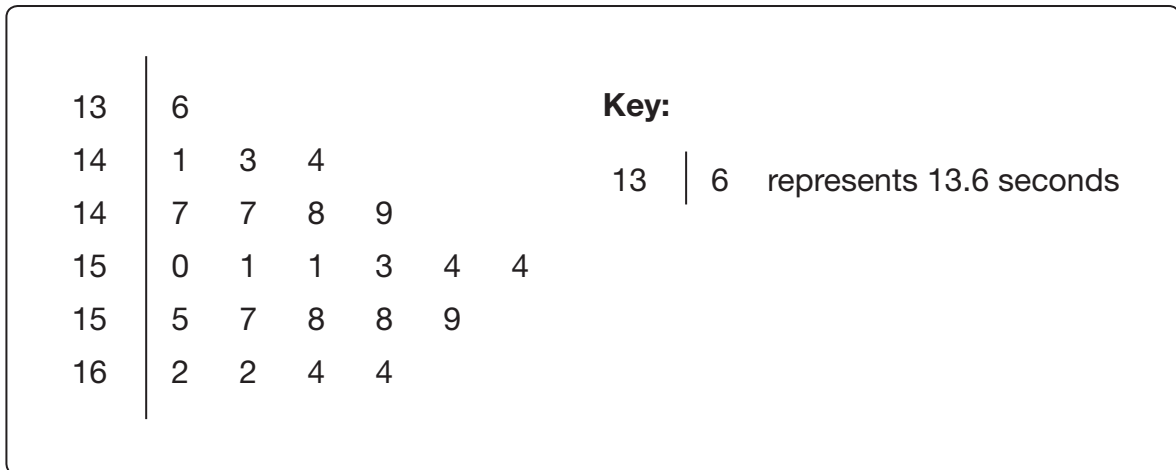 13 | 6
14 | 1 3 4
14 | 7 7 8 9
15 | 0 1 1 3 4 4
15 | 5 7 8 8 9
16 | 2 2 4 4
Key:
13 | 6 represents 13.6 seconds